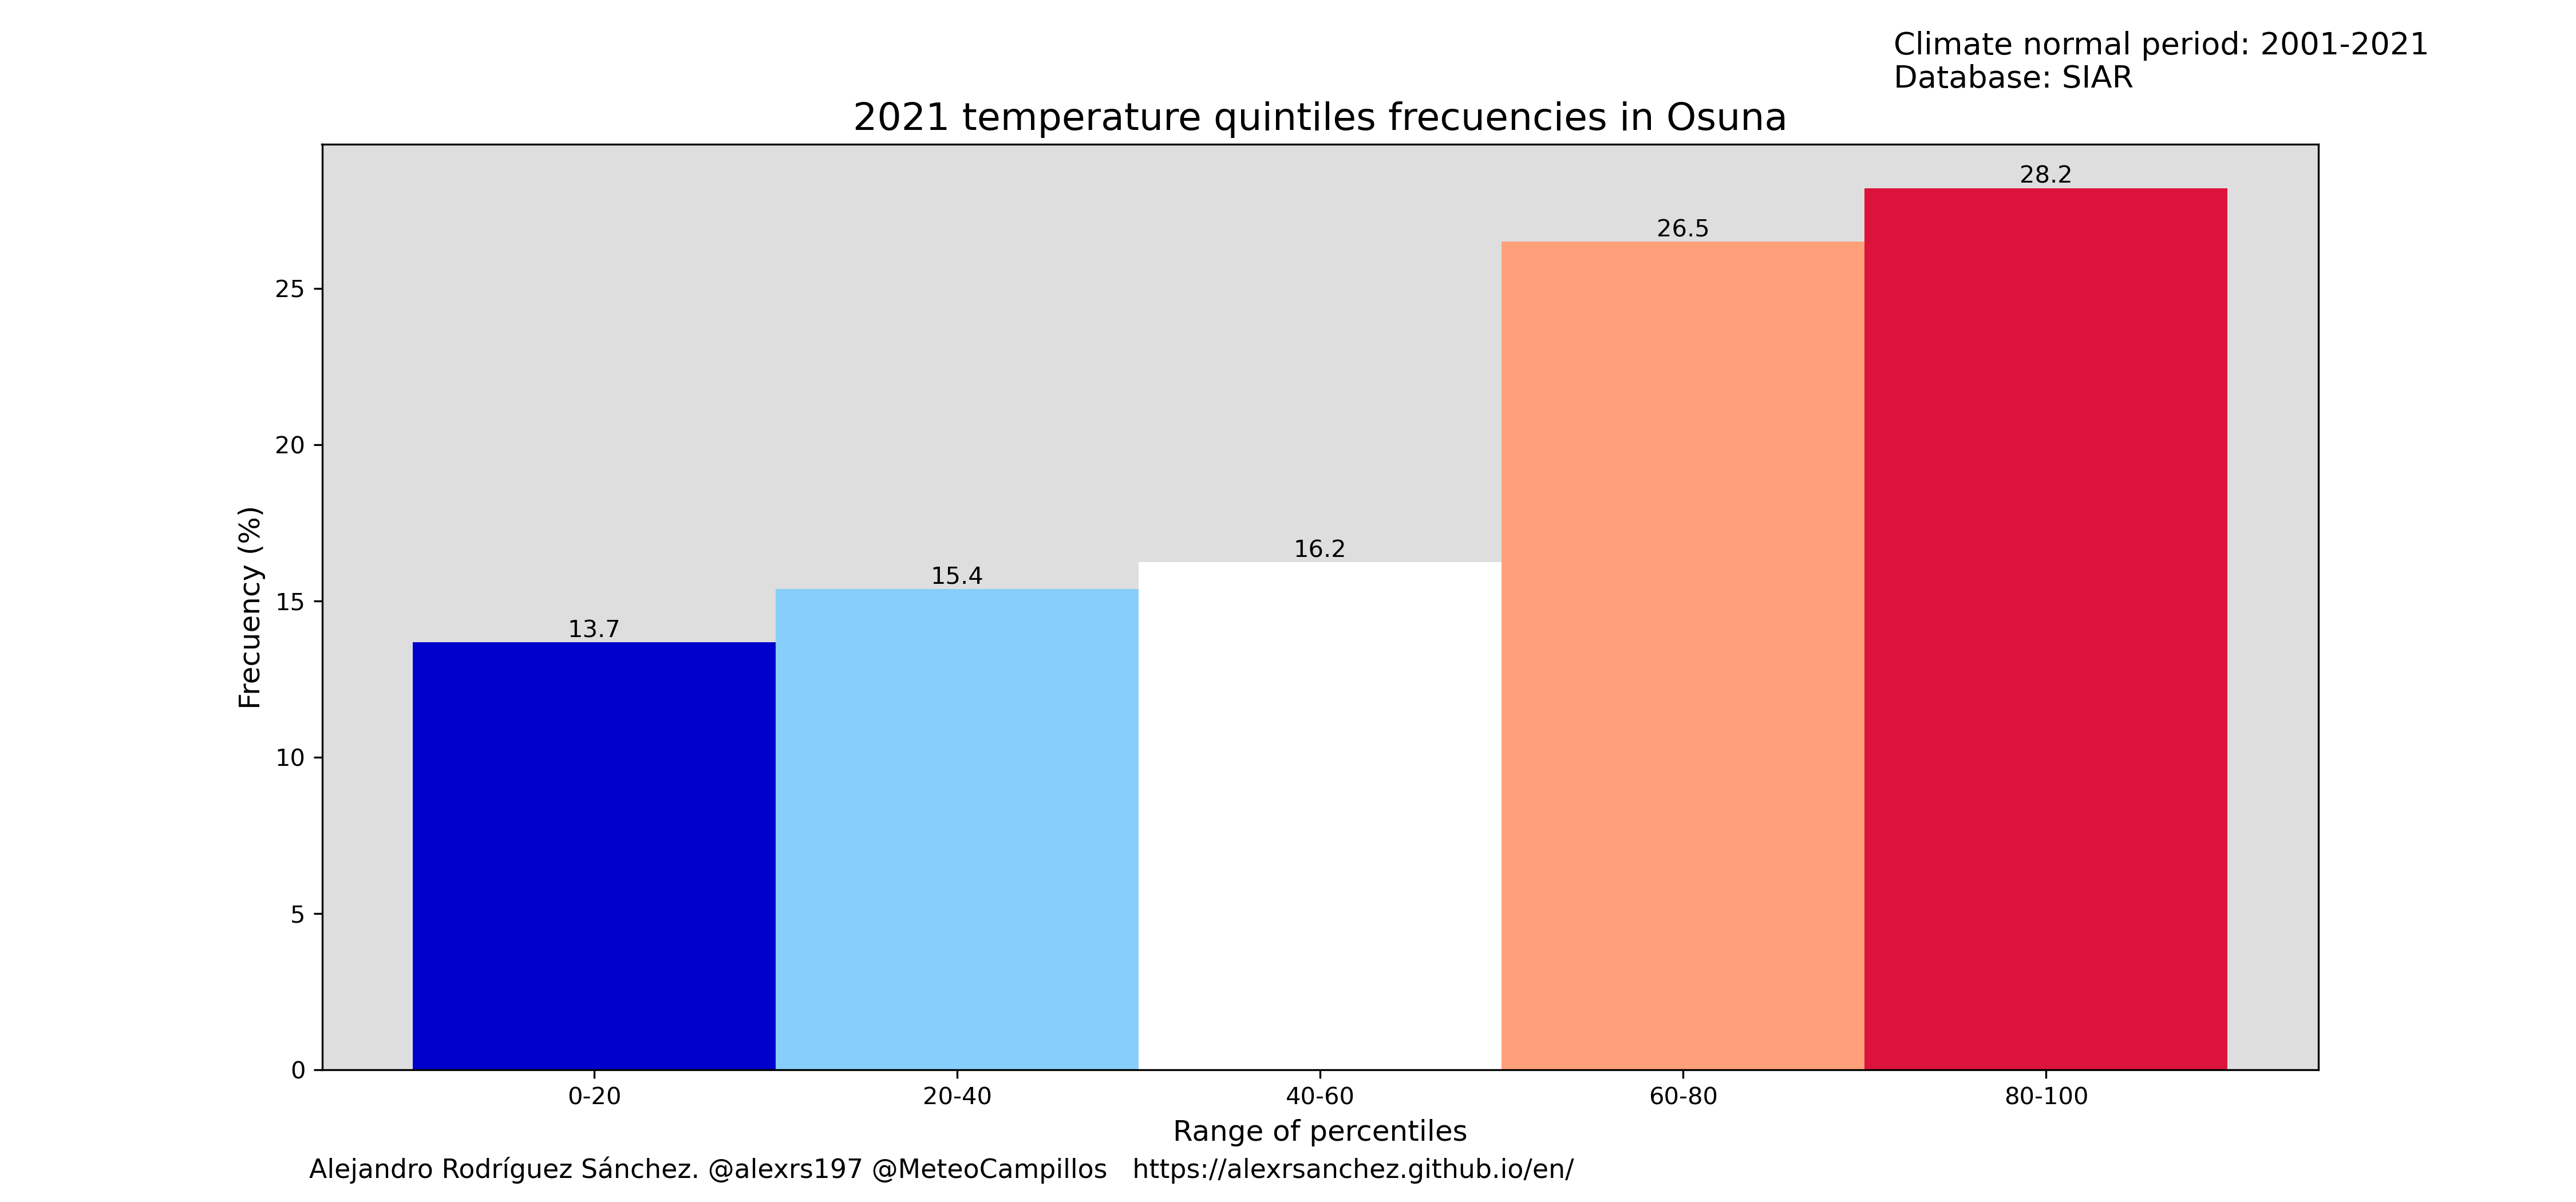 Climate normal period: 2001-2021
Database: SIAR
2021 temperature quintiles frecuencies in Osuna
28.2
26.5
25
20
Frecuency (%)
16.2
15.4
15
13.7
10
5
0
0-20 20-40 40-60 60-80 80-100
Range of percentiles
Alejandro Rodríguez Sánchez. @alexrs197 @MeteoCampillos https://alexrsanchez.github.io/en/